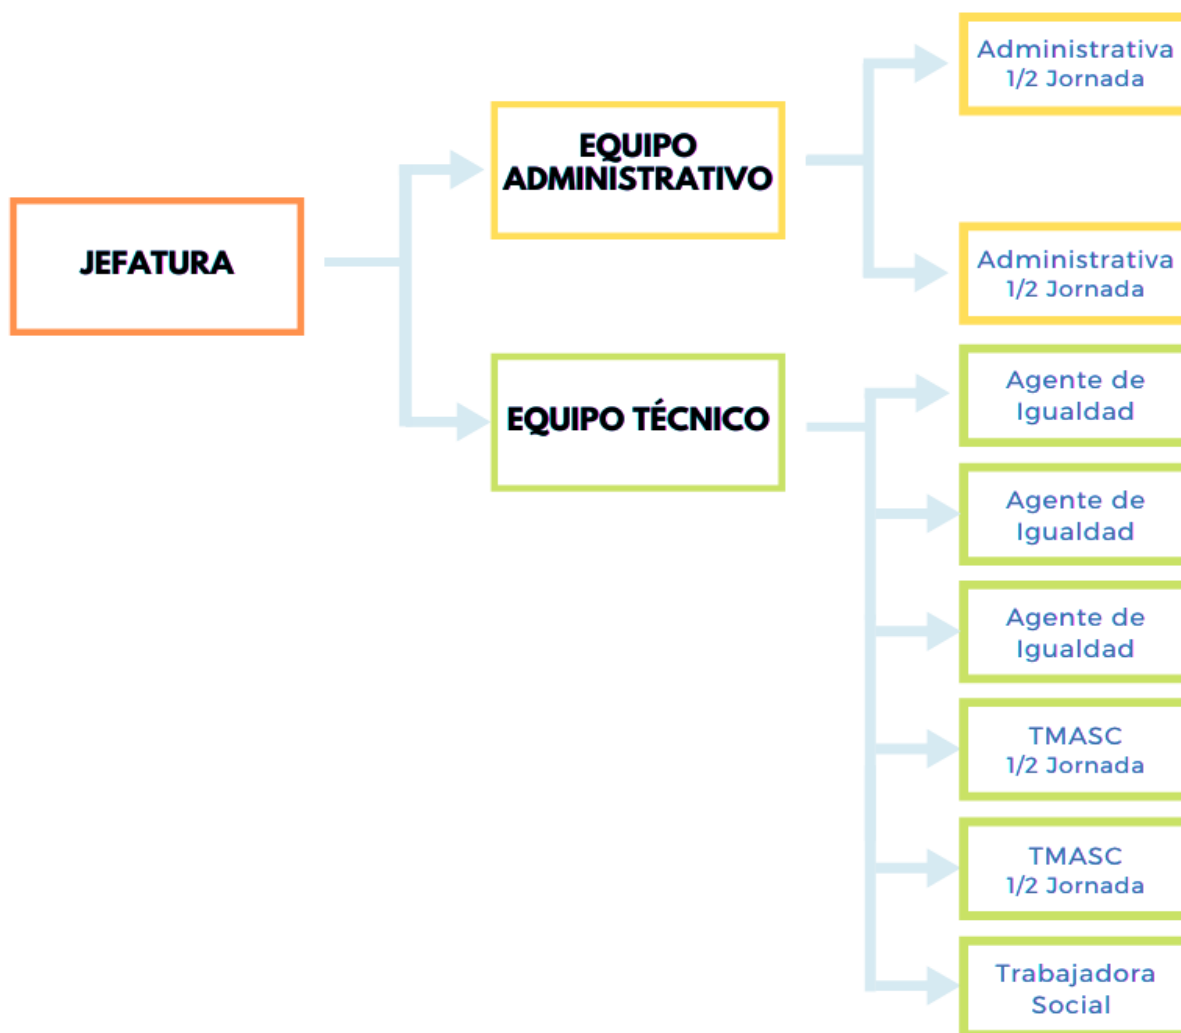 JEFATURA
EQUIPO
ADMINISTRATIVO
Administrativa
1/2 Jornada
Administrativa
1/2 Jornada
EQUIPO TÉCNICO
Agente de
Igualdad
Agente de
Igualdad
Agente de
Igualdad
TMASC
1/2 Jornada
TMASC
1/2 Jornada
Trabajadora
Social